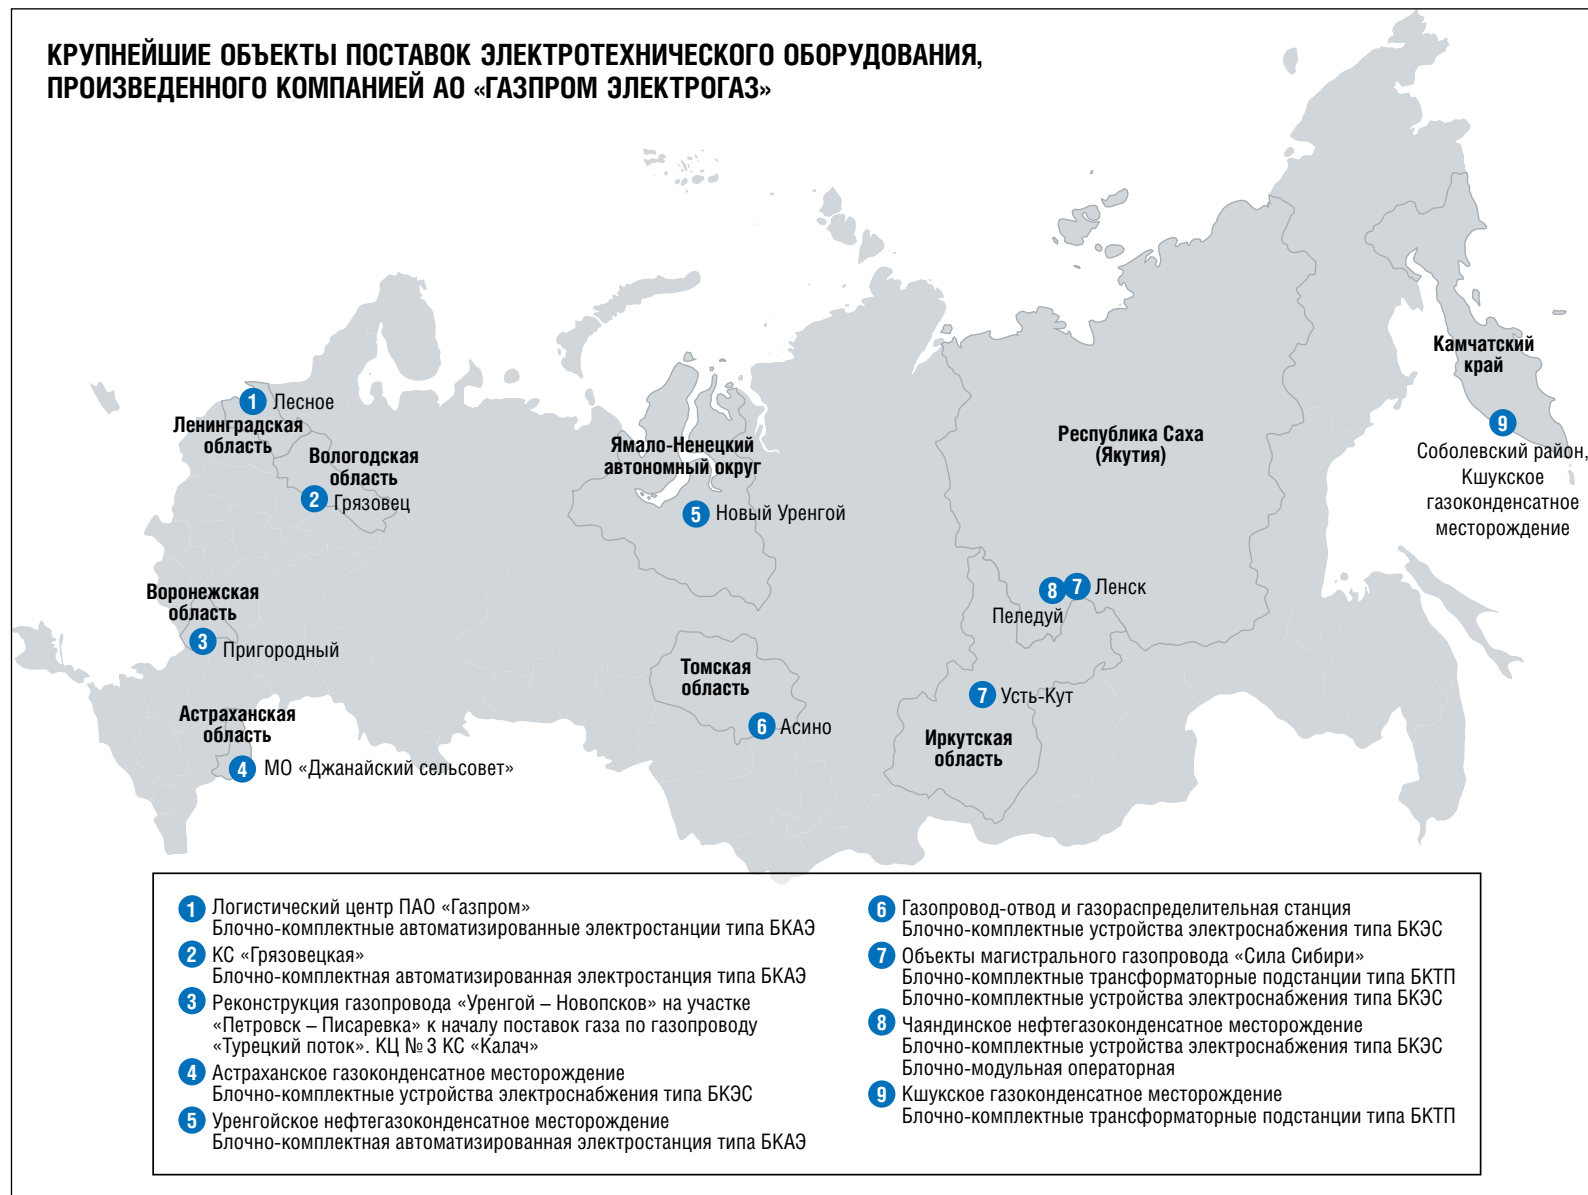 КРУПНЕЙШИЕ ОБЪЕКТЫ ПОСТАВОК ЭЛЕКТРОТЕХНИЧЕСКОГО ОБОРУДОВАНИЯ,
ПРОИЗВЕДЕННОГО КОМПАНИЕЙ АО «ГАЗПРОМ ЭЛЕКТРОГАЗ»
1 Лесное
Ленинградская
область
Вологодская
область
2 Грязовец
Воронежская
область
3 Пригородный
Астраханская
область
4 МО «Джанайский сельсовет»
Ямало-Ненецкий
автономный округ
5 Новый Уренгой
Томская
область
6 Асино
Республика Саха
(Якутия)
8 7 Ленск
Пеледуй
7 Усть-Кут
Иркутская
область
Камчатский
край
9
Соболевский район,
Кшукское
газоконденсатное
месторождение
1 Логистический центр ПАО «Газпром»
Блочно-комплектные автоматизированные электростанции типа БКАЭ
2 КС «Грязовецкая»
Блочно-комплектная автоматизированная электростанция типа БКАЭ
3 Реконструкция газопровода «Уренгой – Новопсков» на участке
«Петровск – Писаревка» к началу поставок газа по газопроводу
«Турецкий поток». КЦ № 3 КС «Калач»
4 Астраханское газоконденсатное месторождение
Блочно-комплектные устройства электроснабжения типа БКЭС
5 Уренгойское нефтегазоконденсатное месторождение
Блочно-комплектная автоматизированная электростанция типа БКАЭ
6 Газопровод-отвод и газораспределительная станция
Блочно-комплектные устройства электроснабжения типа БКЭС
7 Объекты магистрального газопровода «Сила Сибири»
Блочно-комплектные трансформаторные подстанции типа БКТП
Блочно-комплектные устройства электроснабжения типа БКЭС
8 Чаяндинское нефтегазоконденсатное месторождение
Блочно-комплектные устройства электроснабжения типа БКЭС
Блочно-модульная операторная
9 Кшукское газоконденсатное месторождение
Блочно-комплектные трансформаторные подстанции типа БКТП